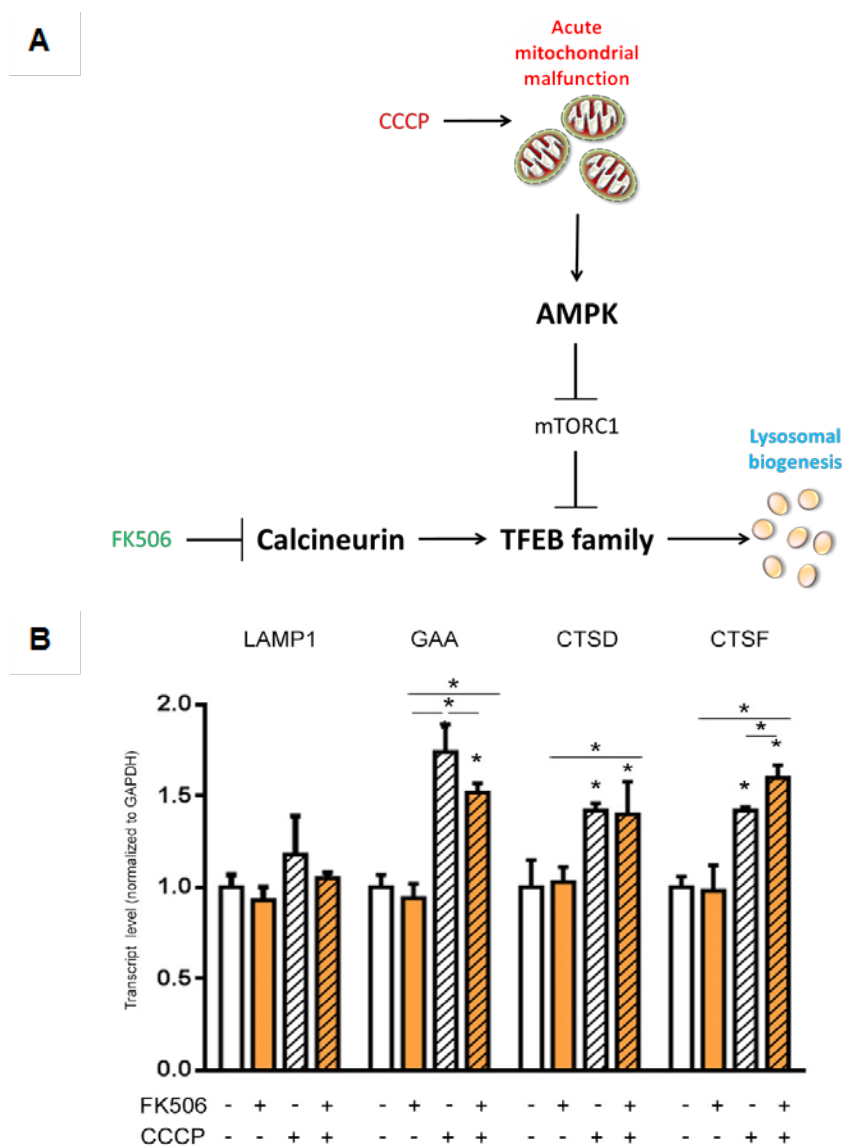 A
Acute
mitochondrial
malfunction
CCCP
AMPK
mTORC1
Lysosomal
biogenesis
FK506
Calcineurin
TFEB family
B
LAMP1 GAA CTSD CTSF
Transcript level (normalized to GAPDH)
2.0
1.5
1.0
0.5
0.0
* * * *
* * *
* * * *
FK506 - + - + - + - + - + - + - + - +
CCCP - - + + - - + + - - + + - - + +